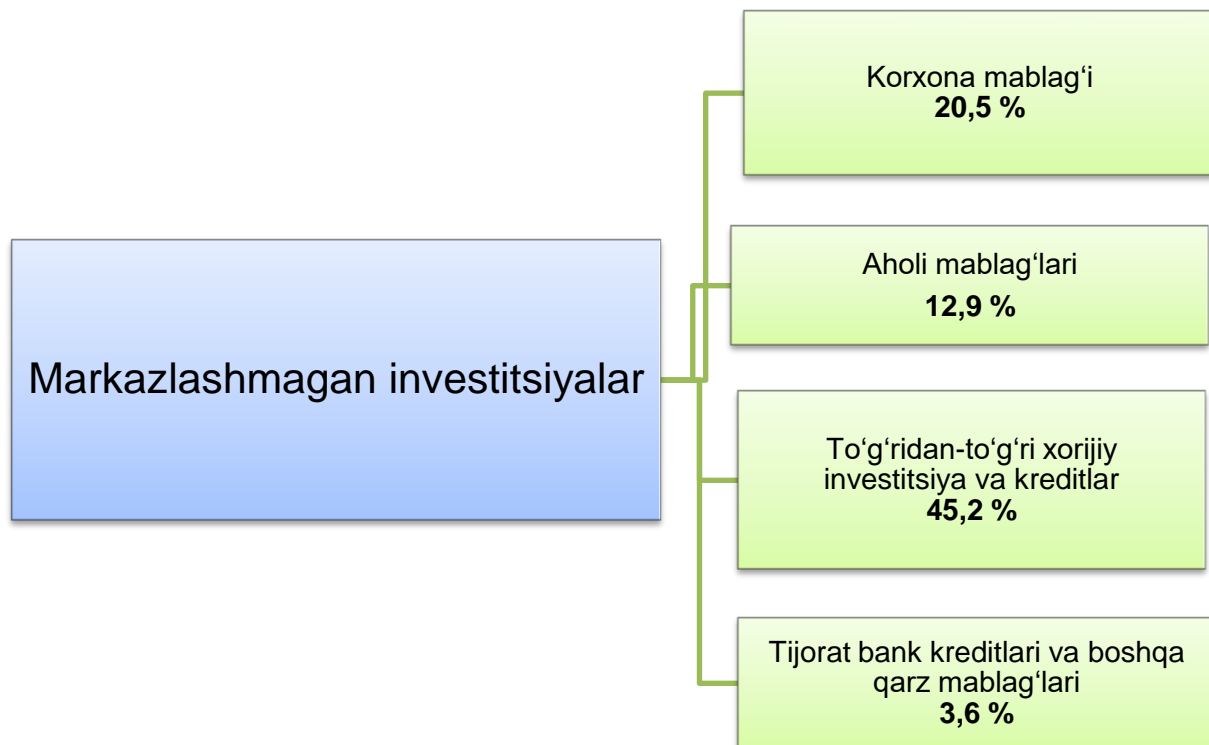 Markazlashmagan investitsiyalar
Korxona mablag‘i
20,5 %
Aholi mablag‘lari
12,9 %
To‘g‘ridan-to‘g‘ri xorijiy
investitsiya va kreditlar
45,2 %
Tijorat bank kreditlari va boshqa
qarz mablag‘lari
3,6 %